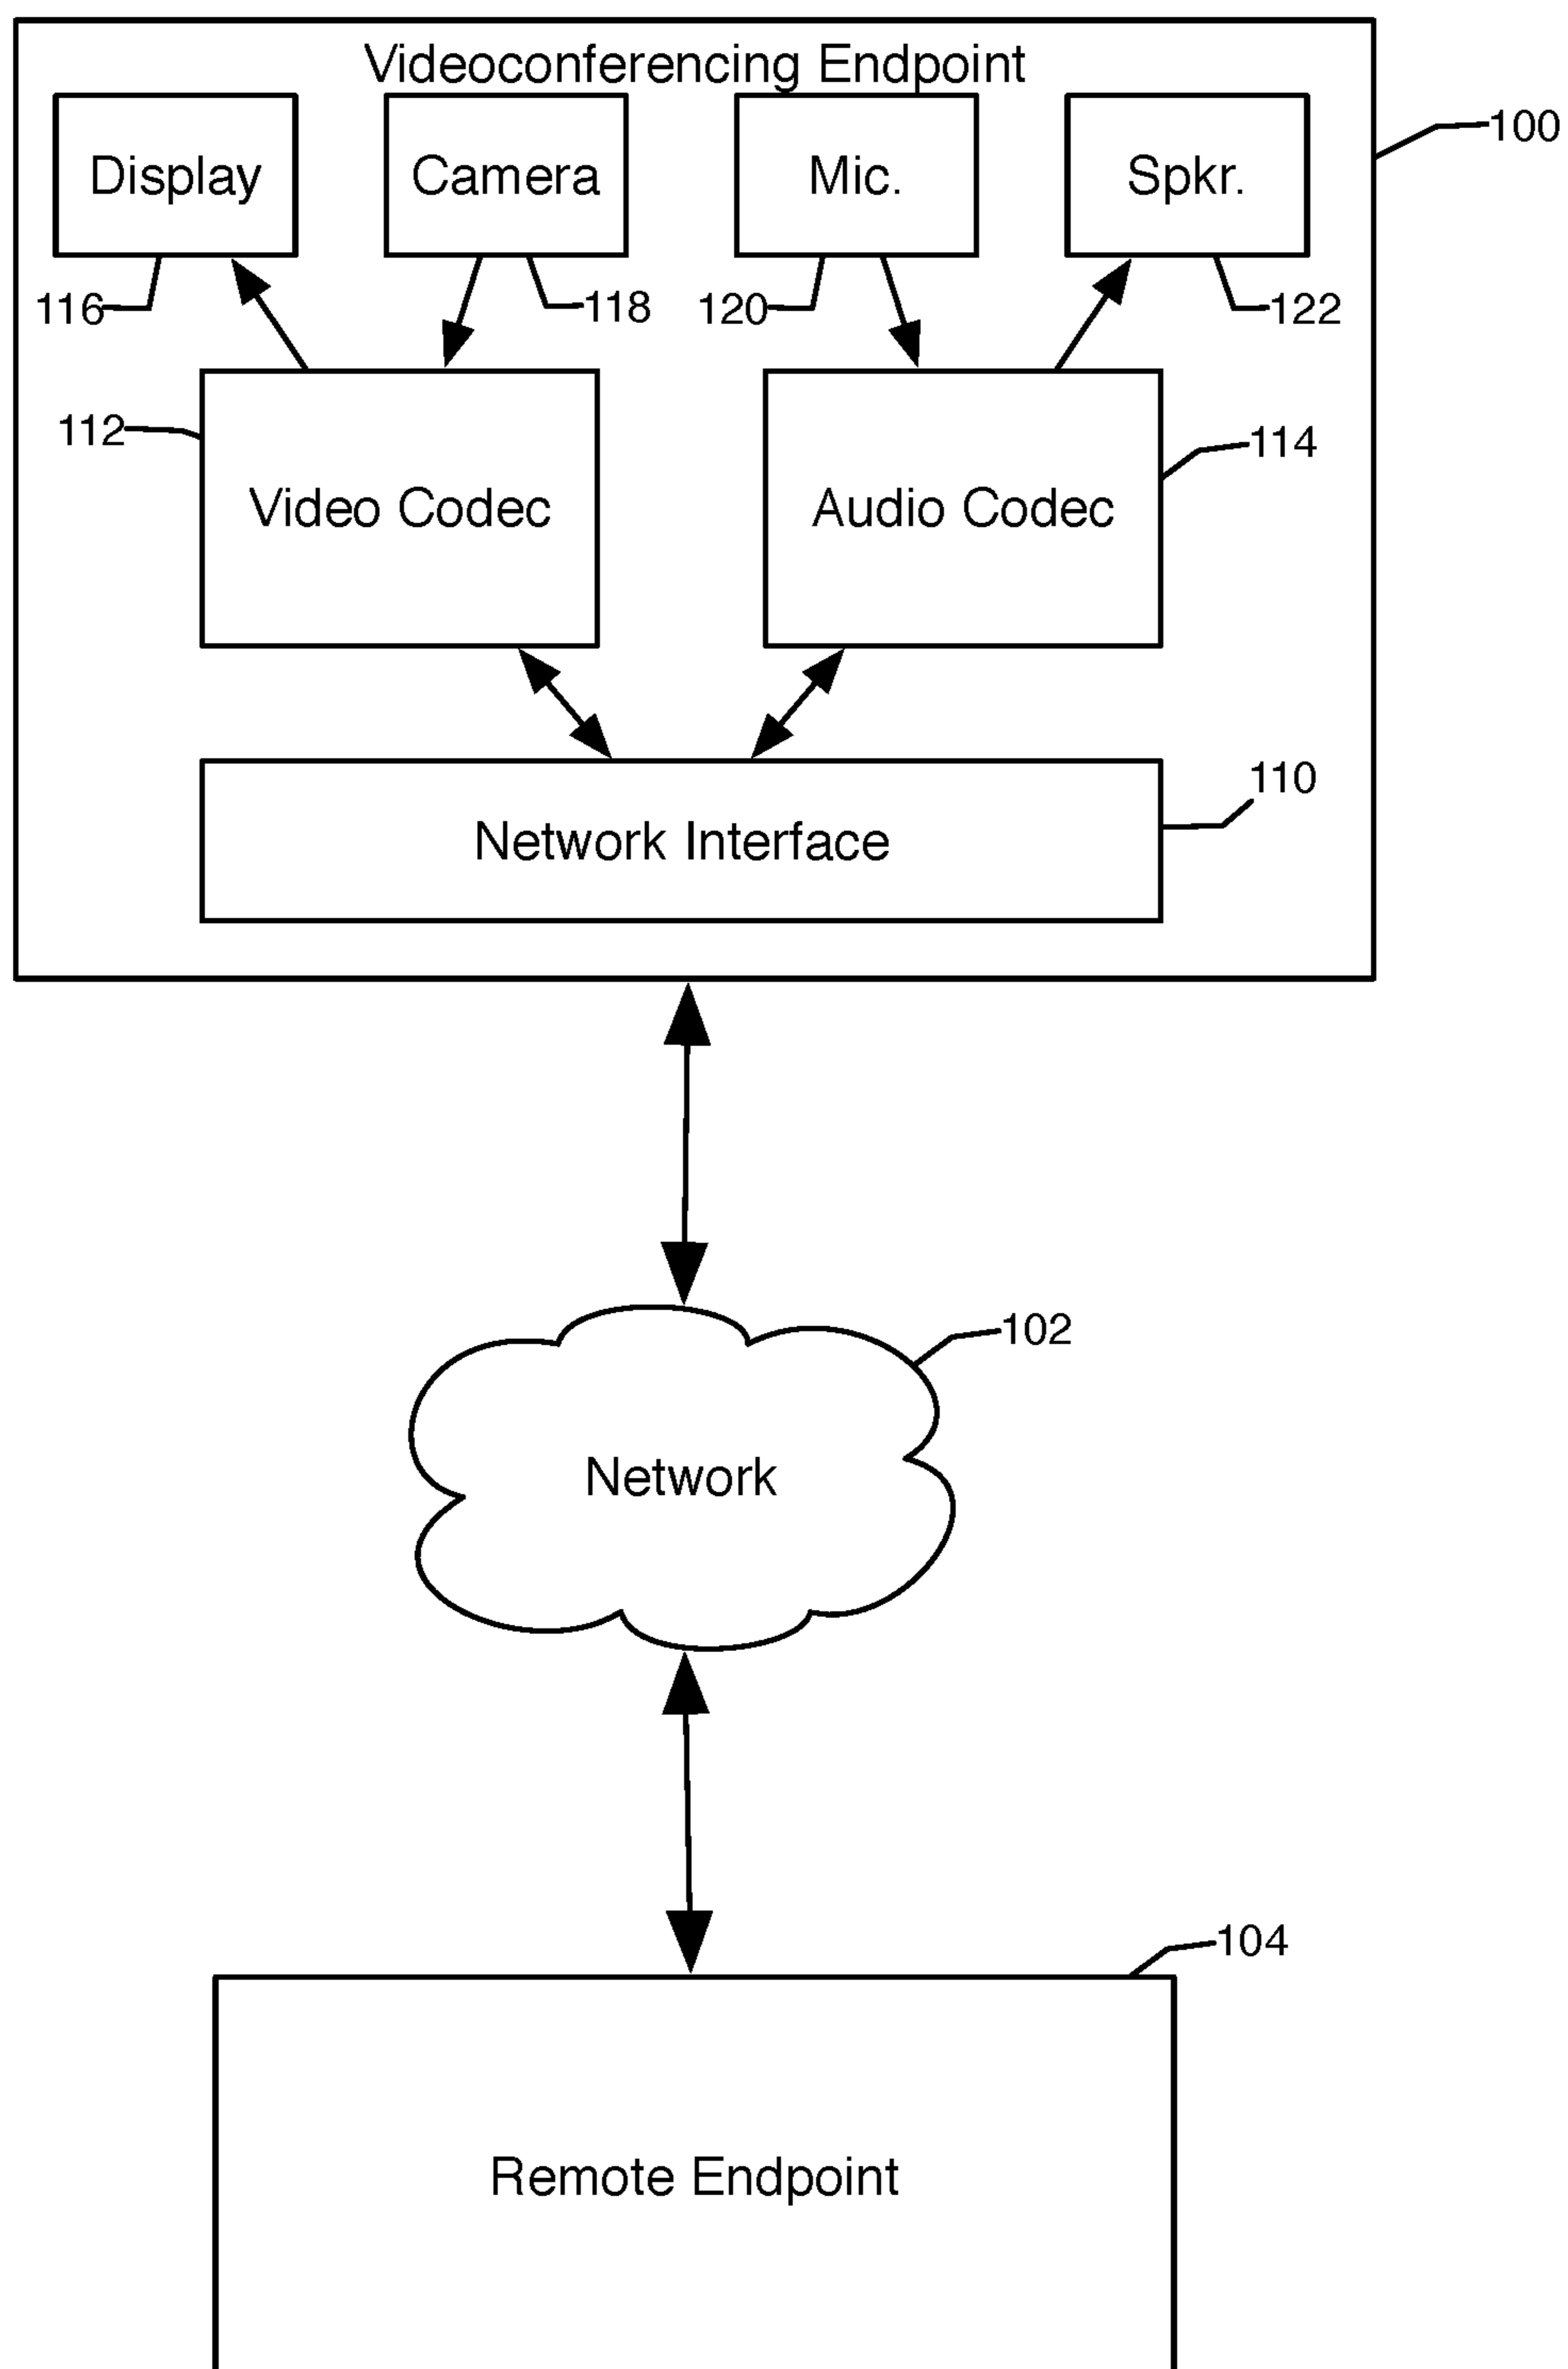 Videoconferencing Endpoint
100
Display
Camera
Mic.
Spkr.
116
118
120
122
112
114
Video Codec
Audio Codec
110
Network Interface
102
Network
104
Remote Endpoint